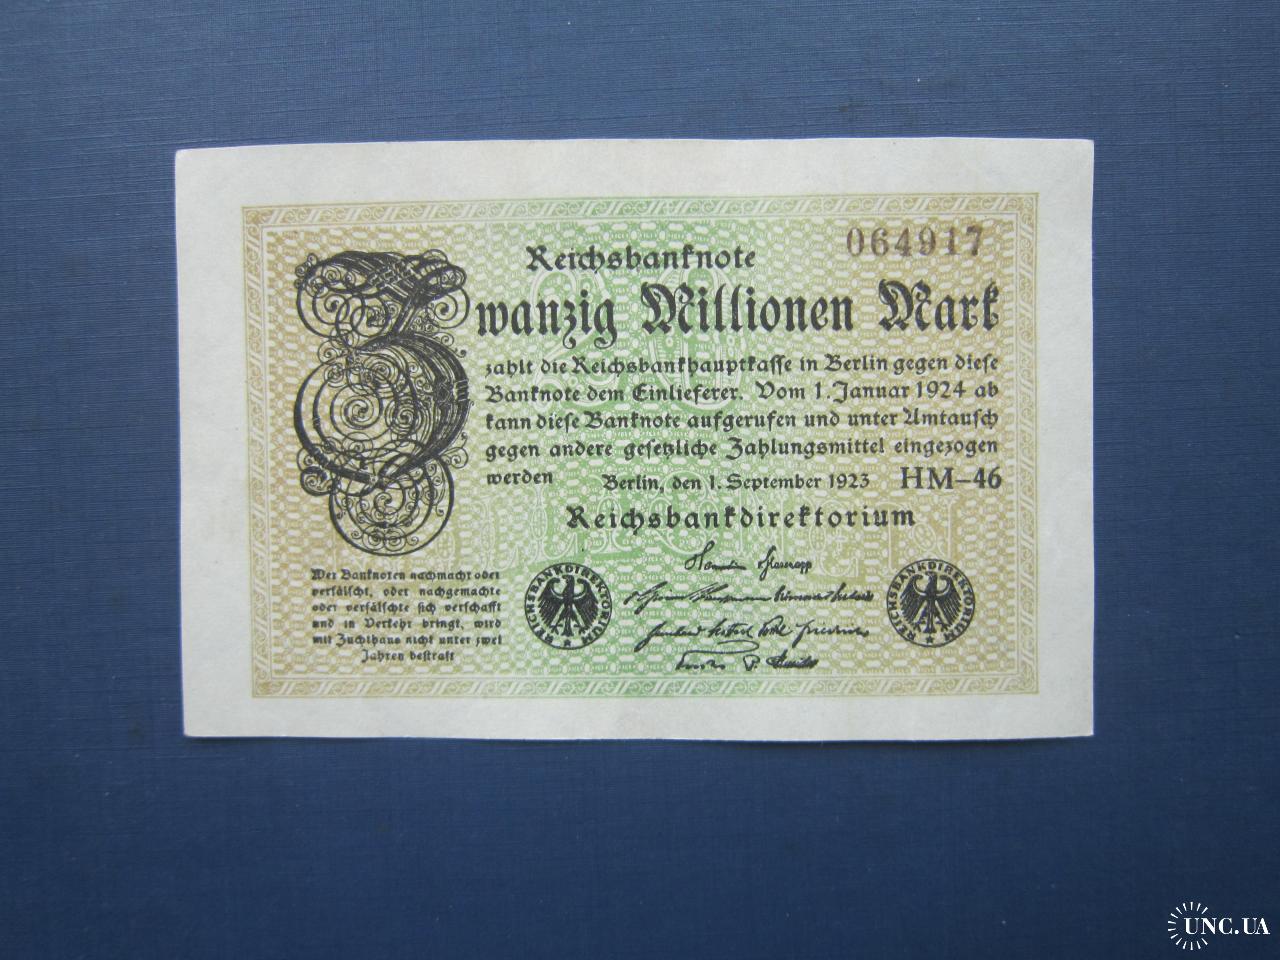 064917
Reichsbanknote
Zwanzig Millionen Mark
zahlt die Reichsbankhauptkasse in Berlin gegen diese
Banknote dem Einlieferer. Vom 1. Januar 1924 ab
kann diese Banknote aufgerufen und unter Umtausch
gegen andere gesetzliche Zahlungsmittel eingezogen
werden
Berlin, den 1. September 1923 HM-46
Reichsbankdirektorium
Wer Banknoten nachmacht oder
verfälscht, oder nachgemachte
oder verfälschte sich verschafft
und in Verkehr bringt, wird
mit Zuchthaus nicht unter zwei
Jahren bestraft
REICHSBANKDIREKTORIUM
REICHSBANKDIREKTORIUM
UNC.UA